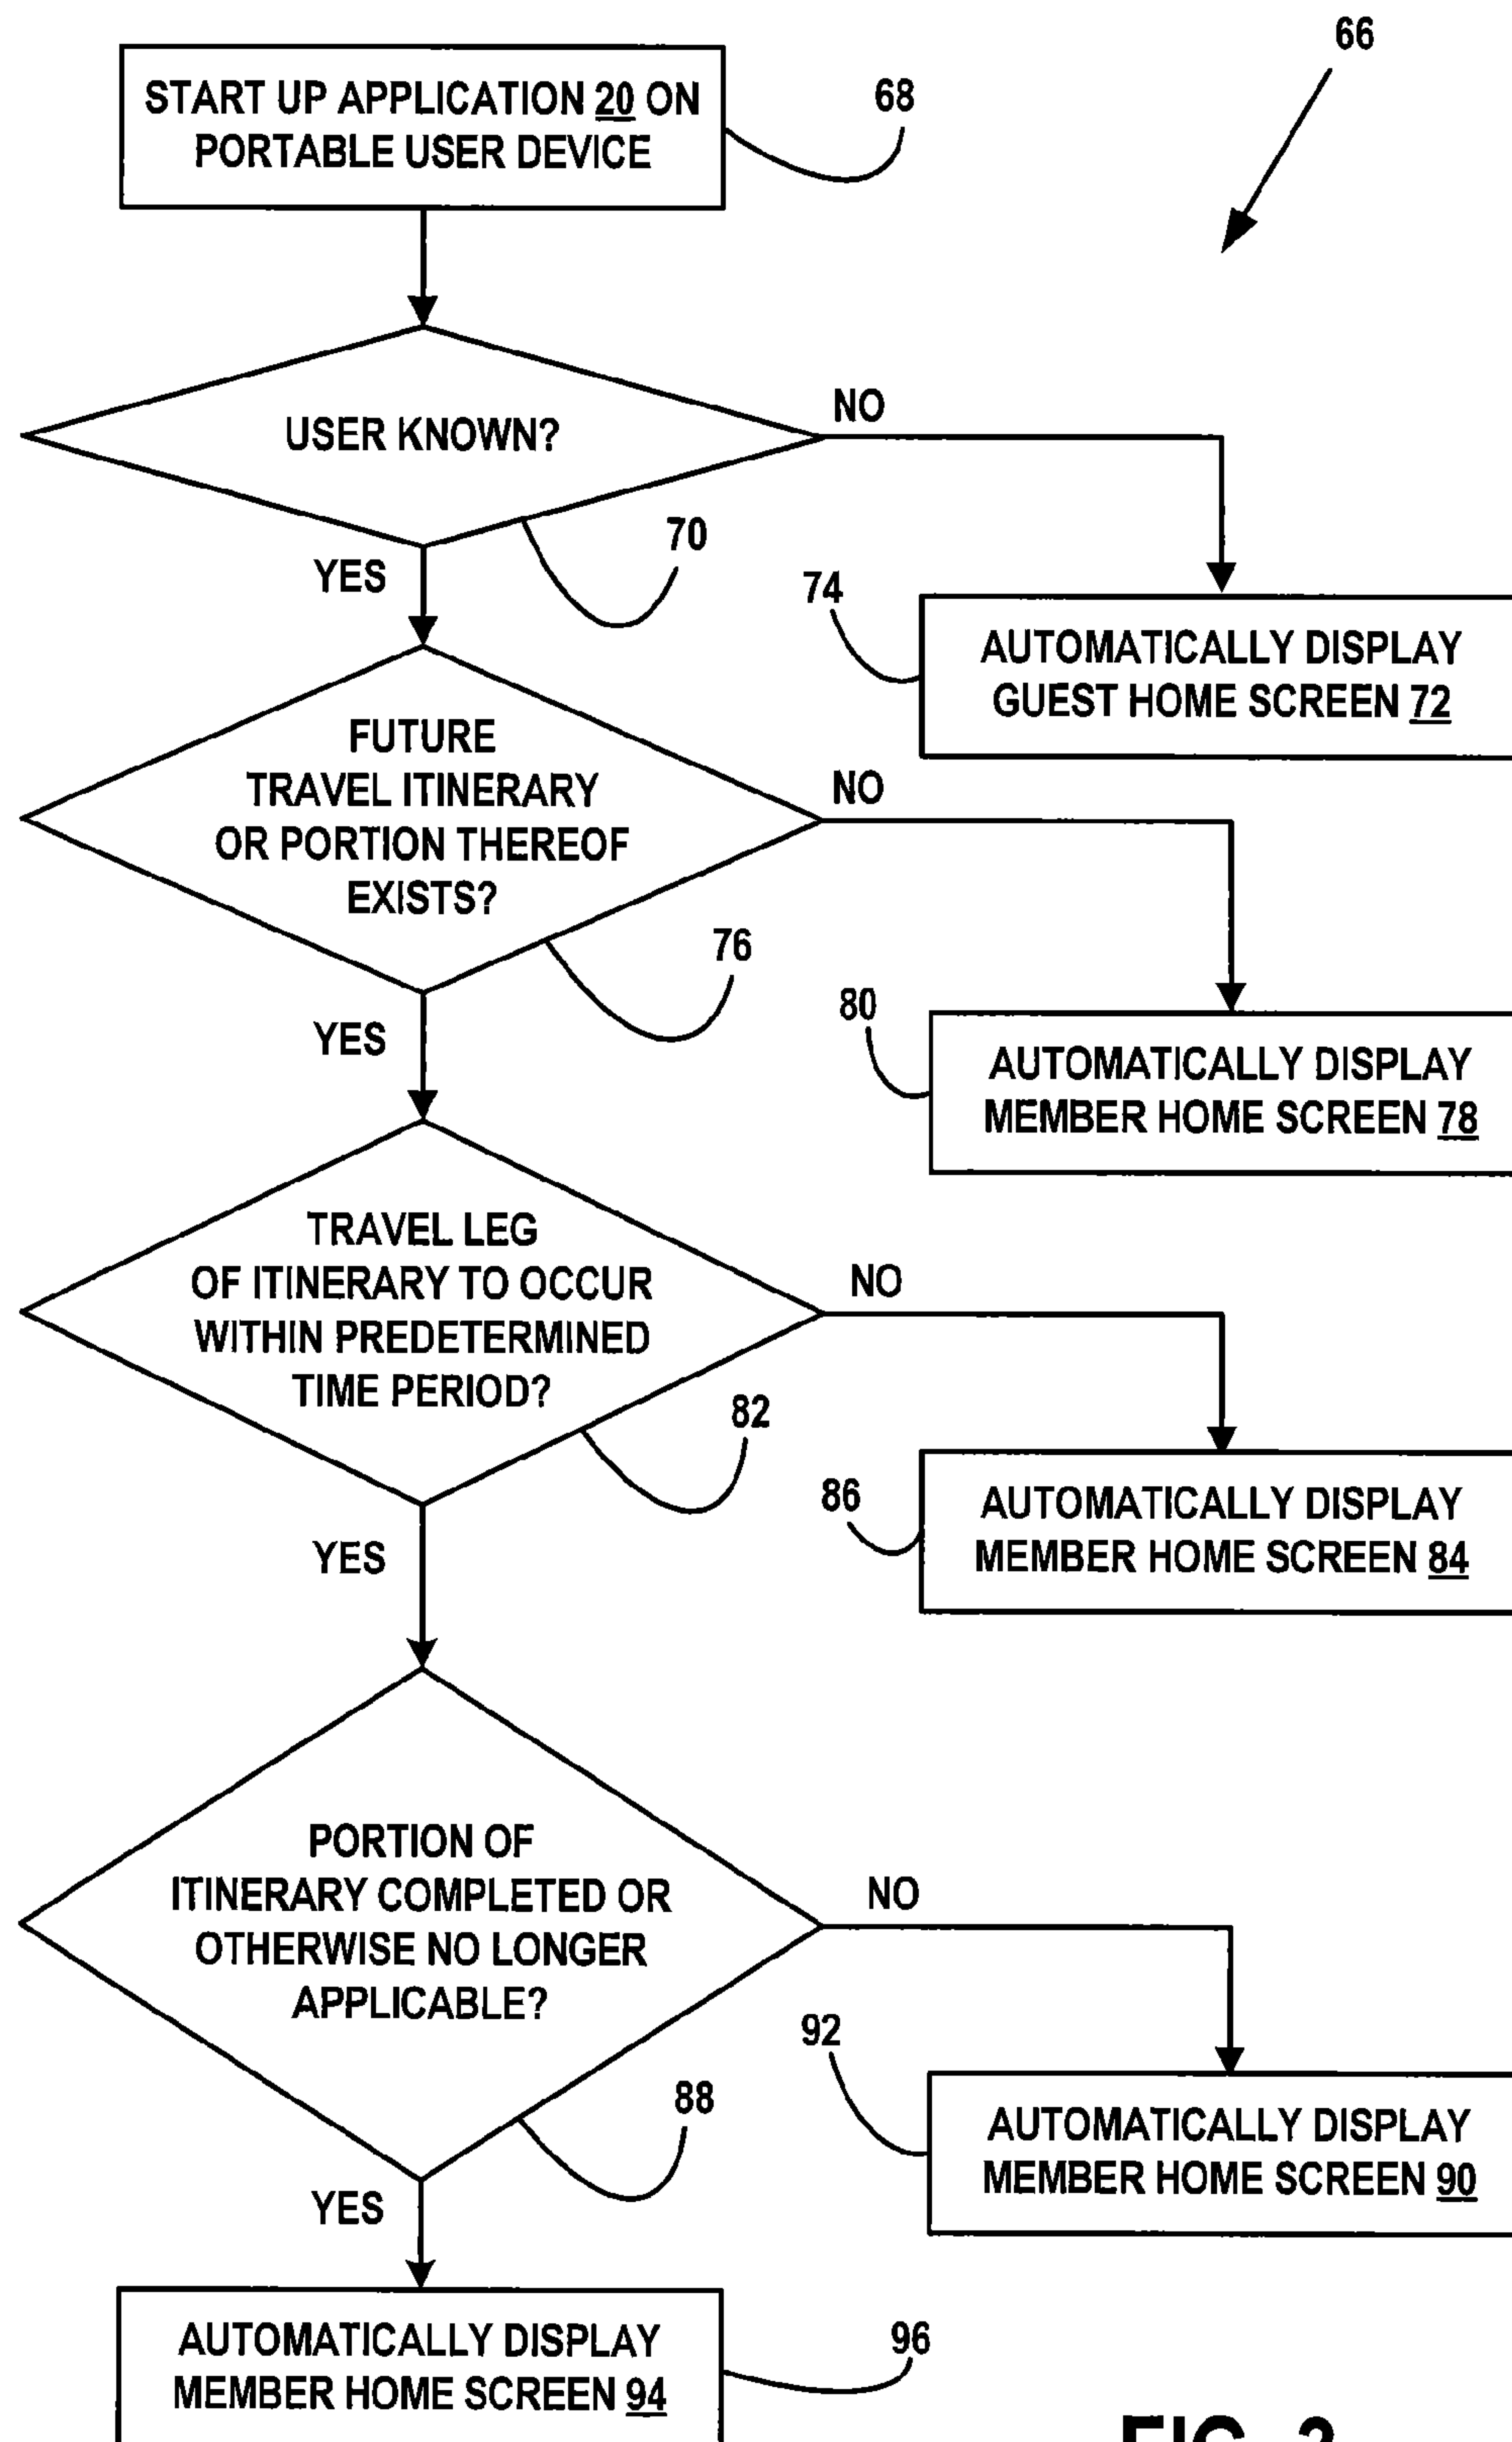 66
START UP APPLICATION 20 ON
PORTABLE USER DEVICE
68
USER KNOWN?
NO
70
YES
74
AUTOMATICALLY DISPLAY
GUEST HOME SCREEN 72
FUTURE
TRAVEL ITINERARY
OR PORTION THEREOF
EXISTS?
NO
76
YES
80
AUTOMATICALLY DISPLAY
MEMBER HOME SCREEN 78
TRAVEL LEG
OF ITINERARY TO OCCUR
WITHIN PREDETERMINED
TIME PERIOD?
NO
82
YES
86
AUTOMATICALLY DISPLAY
MEMBER HOME SCREEN 84
PORTION OF
ITINERARY COMPLETED OR
OTHERWISE NO LONGER
APPLICABLE?
NO
88
YES
92
AUTOMATICALLY DISPLAY
MEMBER HOME SCREEN 90
AUTOMATICALLY DISPLAY
MEMBER HOME SCREEN 94
96
FIG.